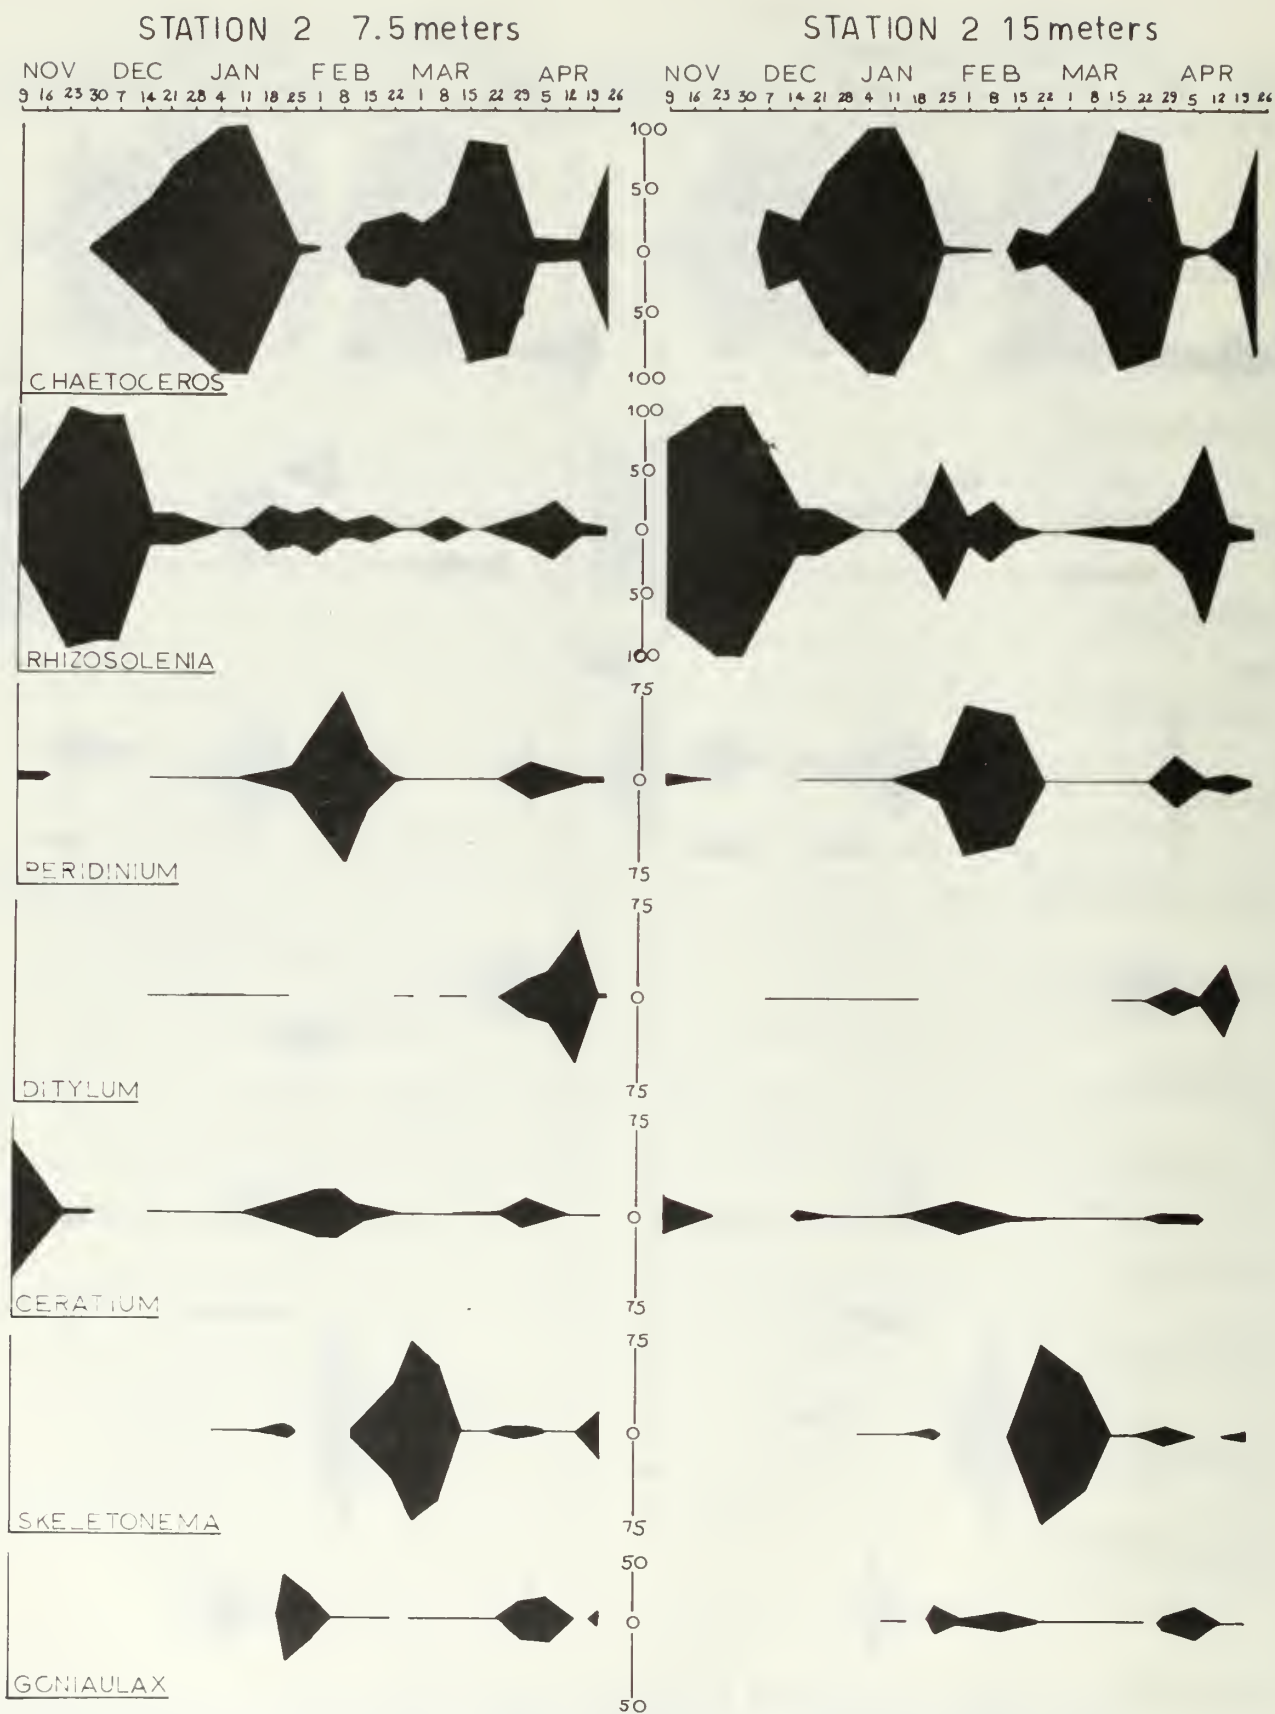 STATION 2 7.5 meters
STATION 2 15 meters
NOV DEC JAN FEB MAR APR
NOV DEC JAN FEB MAR APR
9 16 23 30 7 14 21 28 4 11 18 25 1 8 15 22 1 8 15 22 29 5 12 19 26
9 16 23 30 7 14 21 28 4 11 18 25 1 8 15 22 1 8 15 22 29 5 12 19 26
100
50
0
50
100
CHAETOCEROS
100
50
0
50
100
RHIZOSOLENIA
75
0
75
PERIDINIUM
75
0
75
DITYLUM
75
0
75
CERATIUM
75
0
75
SKELETONEMA
50
0
50
GONIAULAX